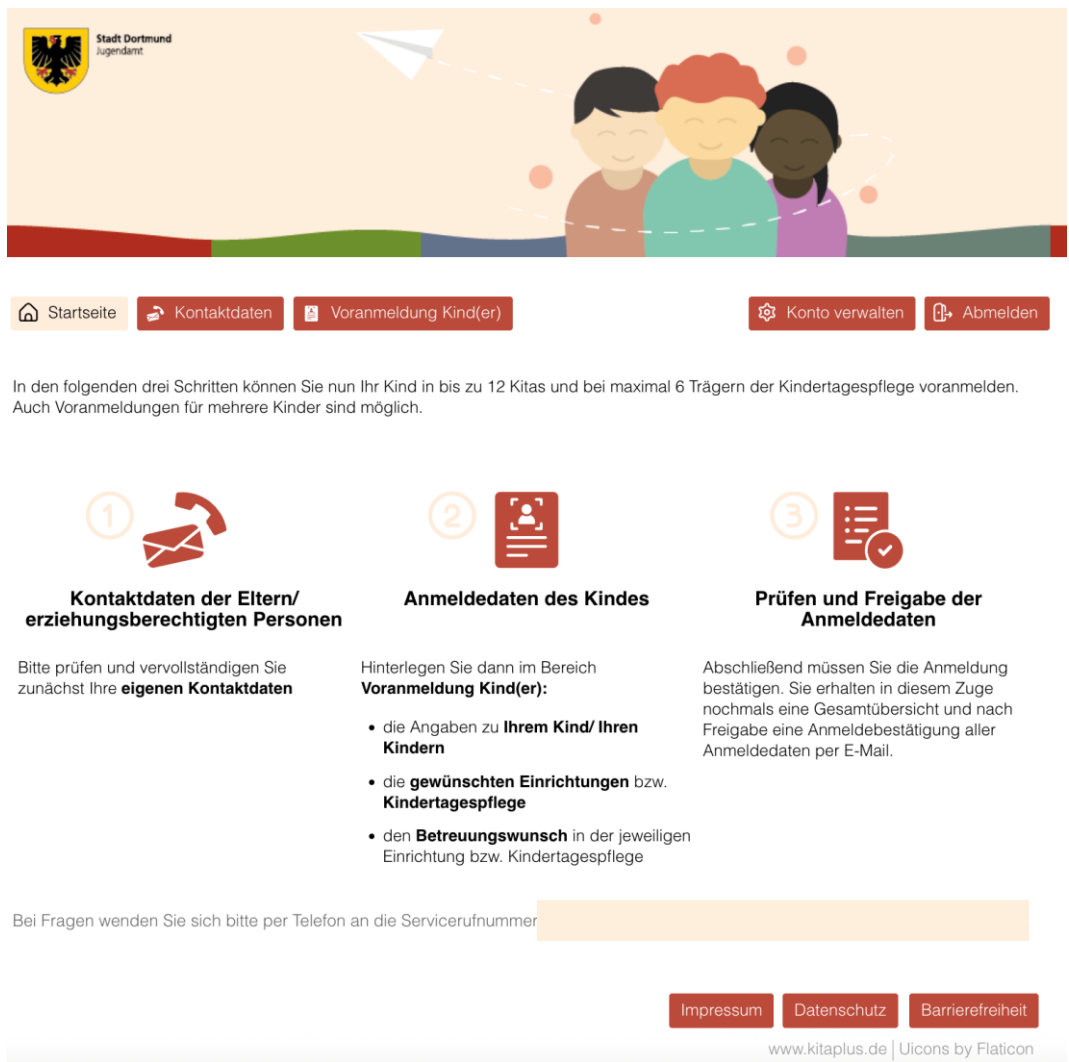 Stadt Dortmund
Jugendamt
Startseite
Kontaktdaten
Voranmeldung Kind(er)
Konto verwalten
Abmelden
In den folgenden drei Schritten können Sie nun Ihr Kind in bis zu 12 Kitas und bei maximal 6 Trägern der Kindertagespflege voranmelden.
Auch Voranmeldungen für mehrere Kinder sind möglich.
1
Kontaktdaten der Eltern/
erziehungsberechtigten Personen
Bitte prüfen und vervollständigen Sie
zunächst Ihre eigenen Kontaktdaten
2
Anmeldedaten des Kindes
Hinterlegen Sie dann im Bereich
Voranmeldung Kind(er):
• die Angaben zu Ihrem Kind/ Ihren
Kindern
• die gewünschten Einrichtungen bzw.
Kindertagespflege
• den Betreuungswunsch in der jeweiligen
Einrichtung bzw. Kindertagespflege
3
Prüfen und Freigabe der
Anmeldedaten
Abschließend müssen Sie die Anmeldung
bestätigen. Sie erhalten in diesem Zuge
nochmals eine Gesamtübersicht und nach
Freigabe eine Anmeldebestätigung aller
Anmeldedaten per E-Mail.
Bei Fragen wenden Sie sich bitte per Telefon an die Servicerufnummer
Impressum
Datenschutz
Barrierefreiheit
www.kitaplus.de | Uicons by Flaticon